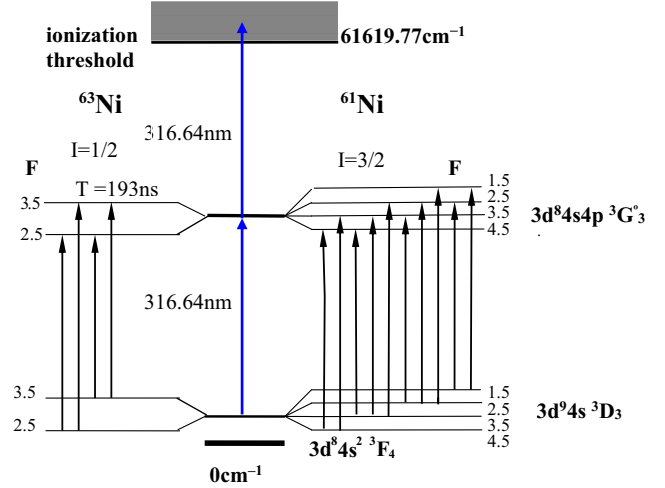 ionization
threshold
61619.77cm⁻¹
⁶³Ni
⁶¹Ni
316.64nm
I=1/2
I=3/2
F
F
T =193ns
3.5
2.5
1.5
2.5
3.5
4.5
3d⁸4s4p ³G°₃
316.64nm
3.5
2.5
1.5
2.5
3.5
4.5
3d⁹4s ³D₃
3d⁸4s² ³F₄
0cm⁻¹